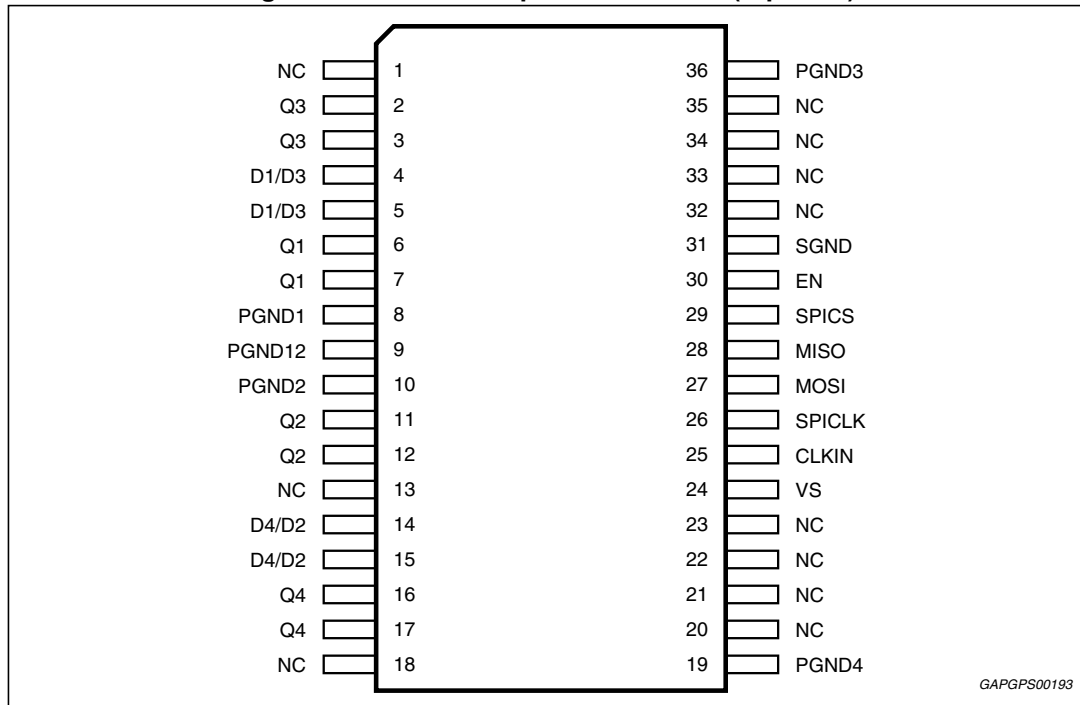 NC 1 36 PGND3
Q3 2 35 NC
Q3 3 34 NC
D1/D3 4 33 NC
D1/D3 5 32 NC
Q1 6 31 SGND
Q1 7 30 EN
PGND1 8 29 SPICS
PGND12 9 28 MISO
PGND2 10 27 MOSI
Q2 11 26 SPICLK
Q2 12 25 CLKIN
NC 13 24 VS
D4/D2 14 23 NC
D4/D2 15 22 NC
Q4 16 21 NC
Q4 17 20 NC
NC 18 19 PGND4
GAPGPS00193